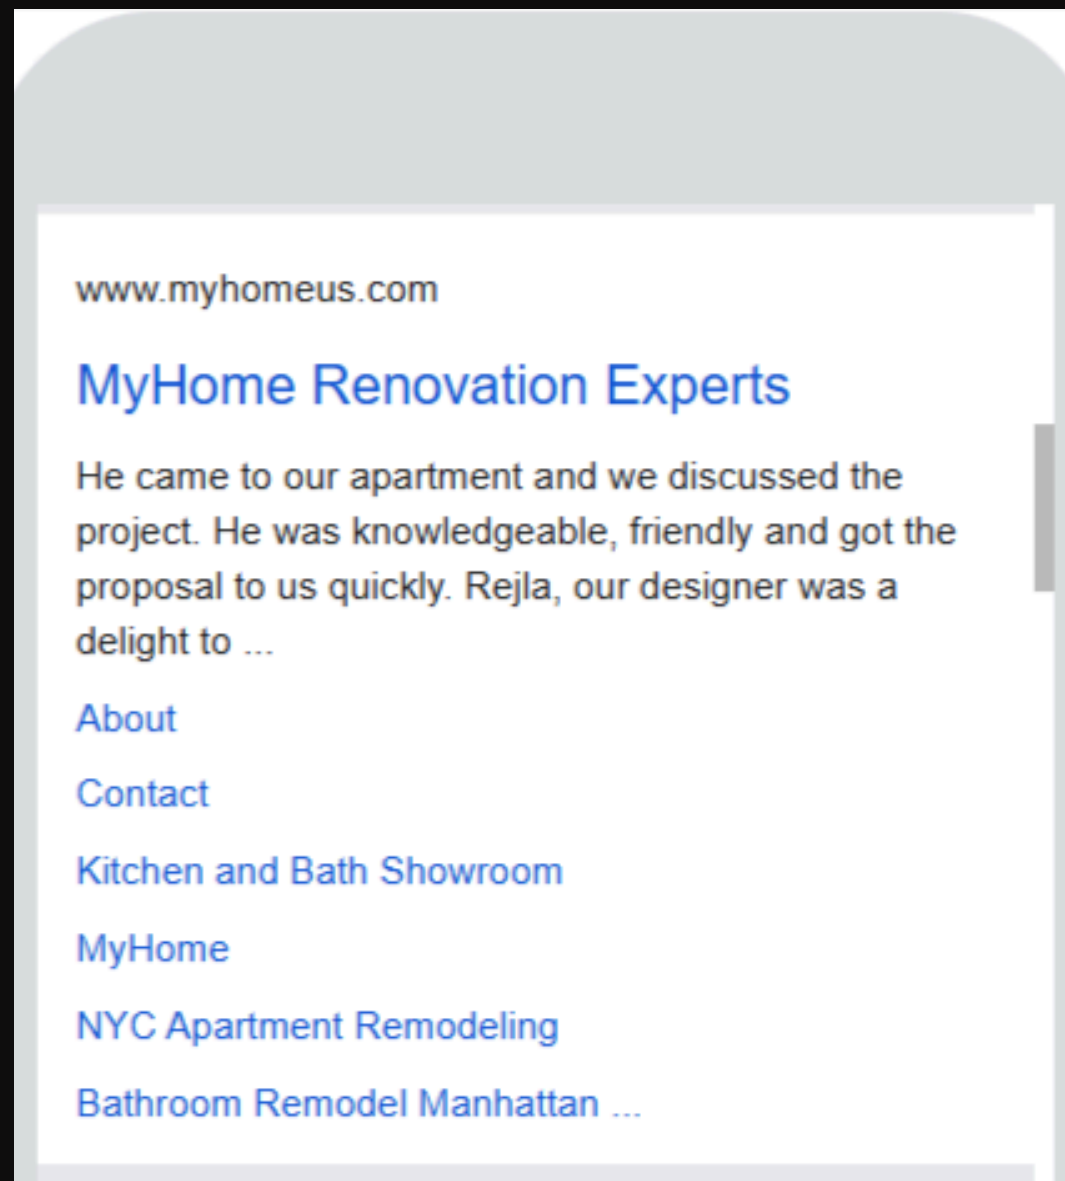 www.myhomeus.com
MyHome Renovation Experts
He came to our apartment and we discussed the
project. He was knowledgeable, friendly and got the
proposal to us quickly. Rejla, our designer was a
delight to ...
About
Contact
Kitchen and Bath Showroom
MyHome
NYC Apartment Remodeling
Bathroom Remodel Manhattan ...